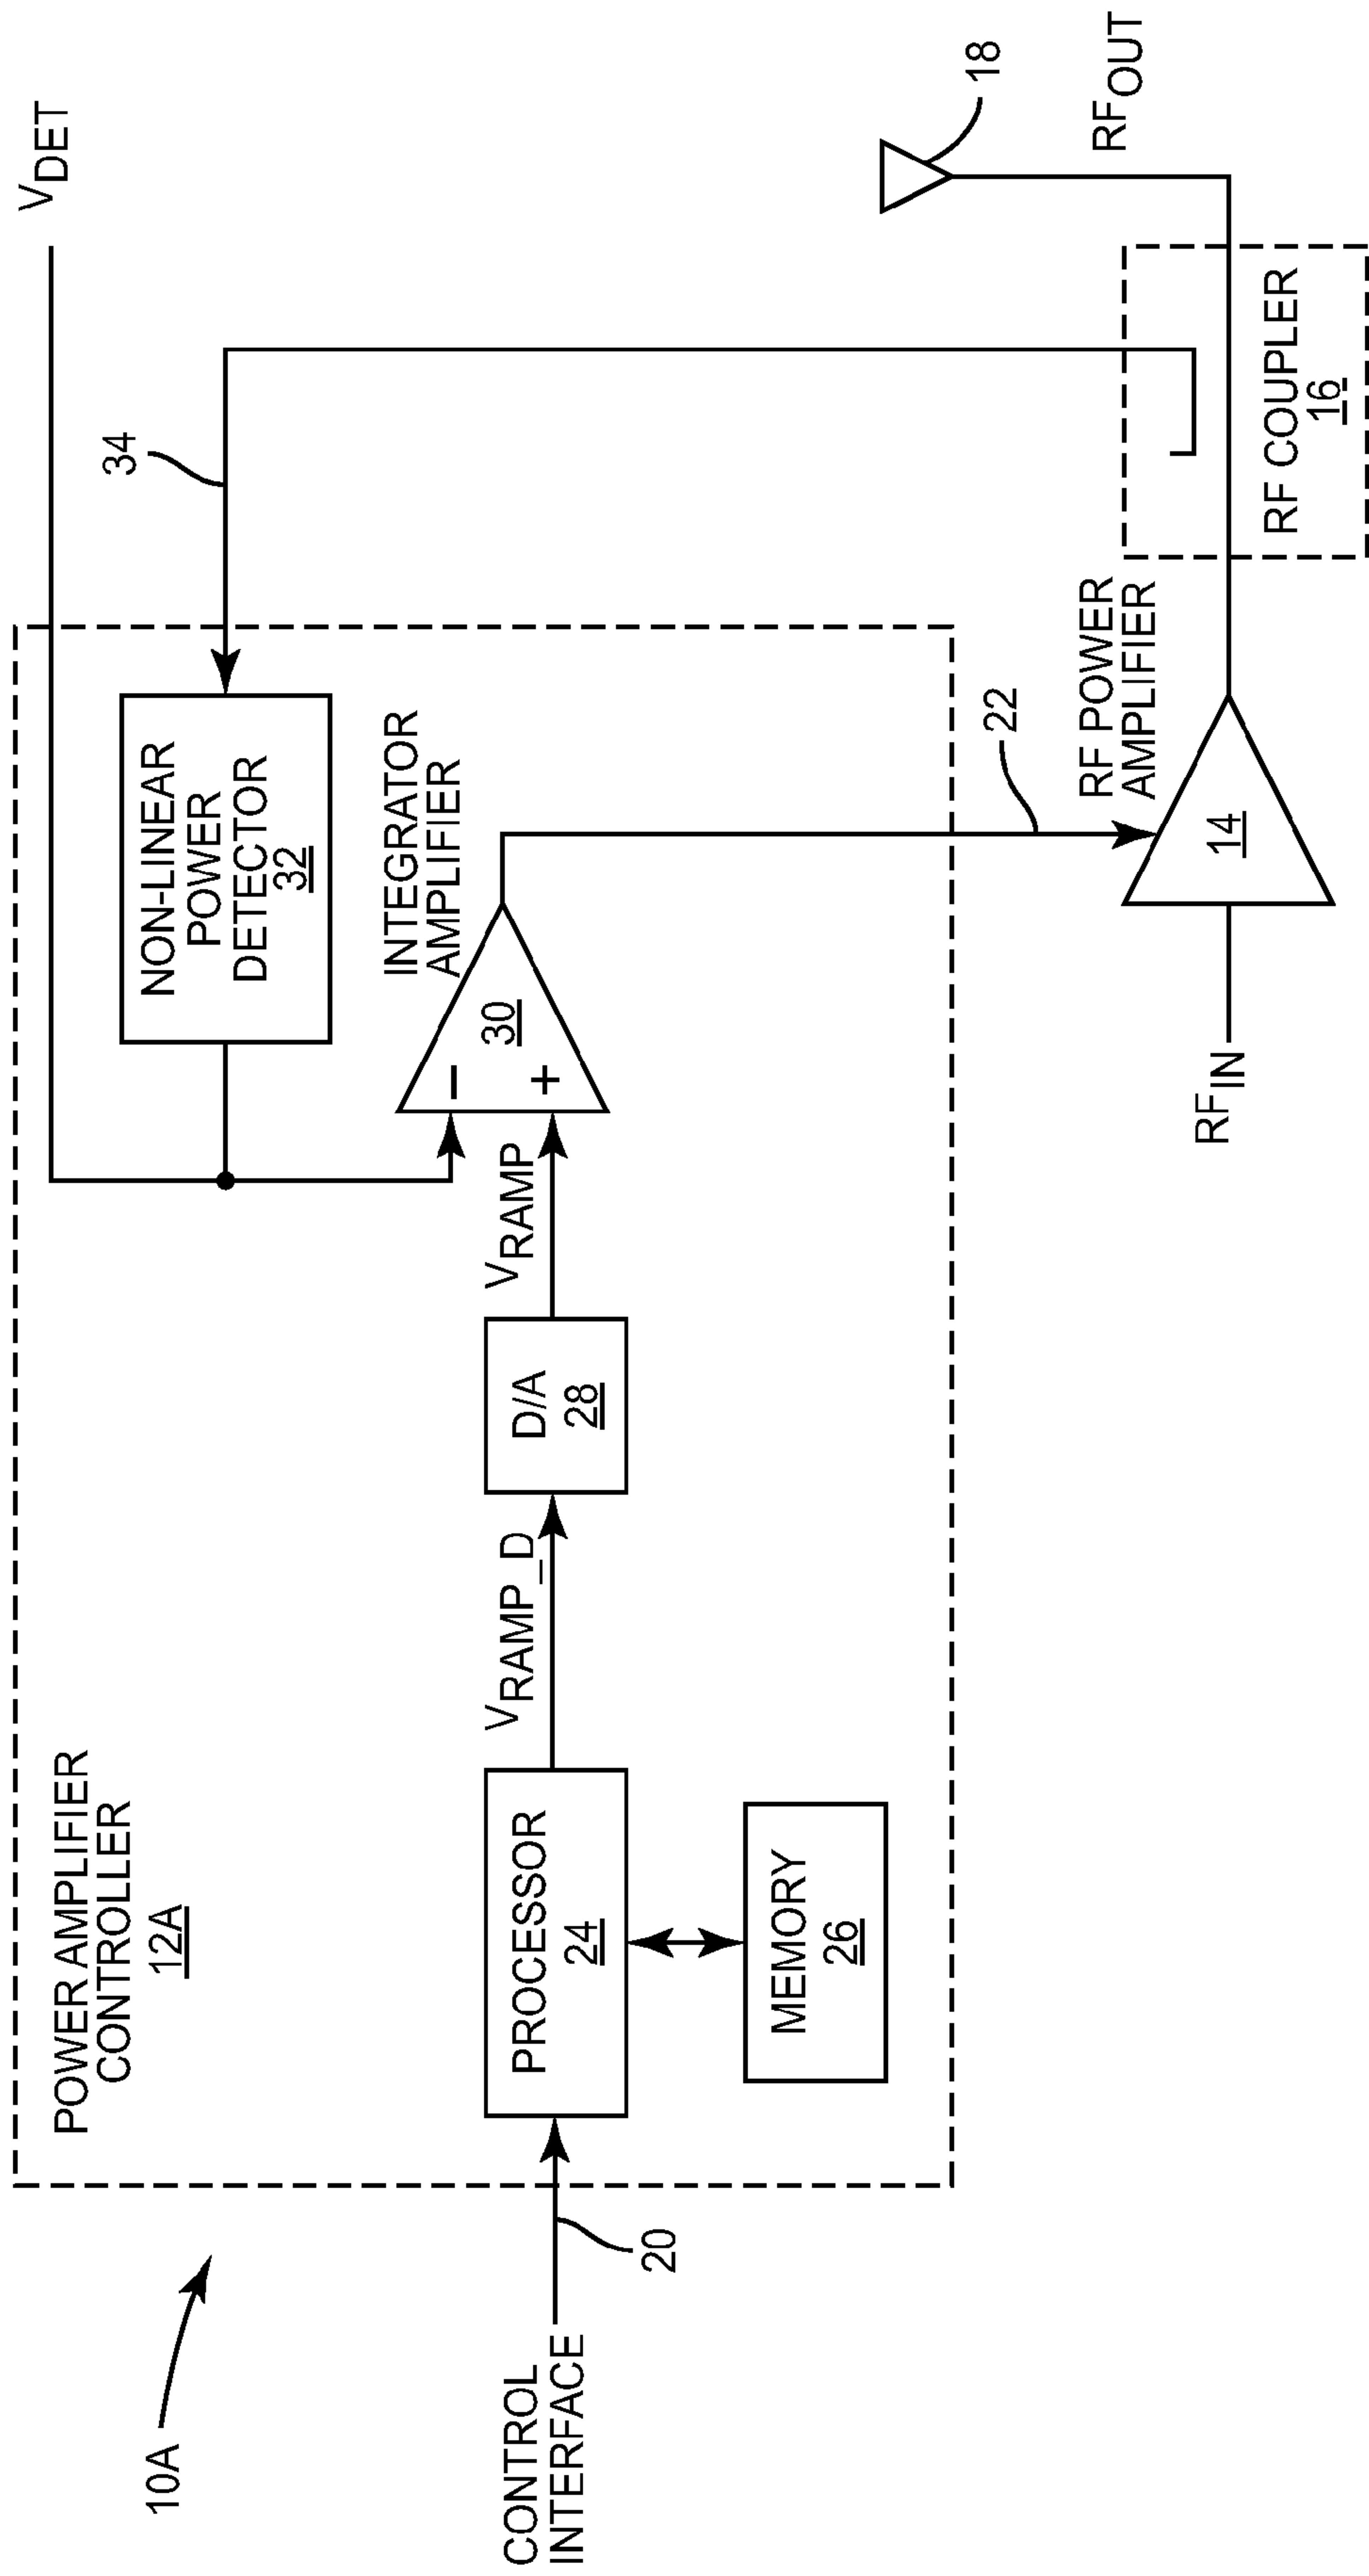 10A
POWER AMPLIFIER
CONTROLLER
12A
V_DET
34
NON-LINEAR
POWER
DETECTOR
32
INTEGRATOR
AMPLIFIER
30
−
+
CONTROL
INTERFACE
20
PROCESSOR
24
V_RAMP_D
D/A
28
V_RAMP
MEMORY
26
22
18
RF_OUT
RF POWER
AMPLIFIER
14
RF_IN
RF COUPLER
16